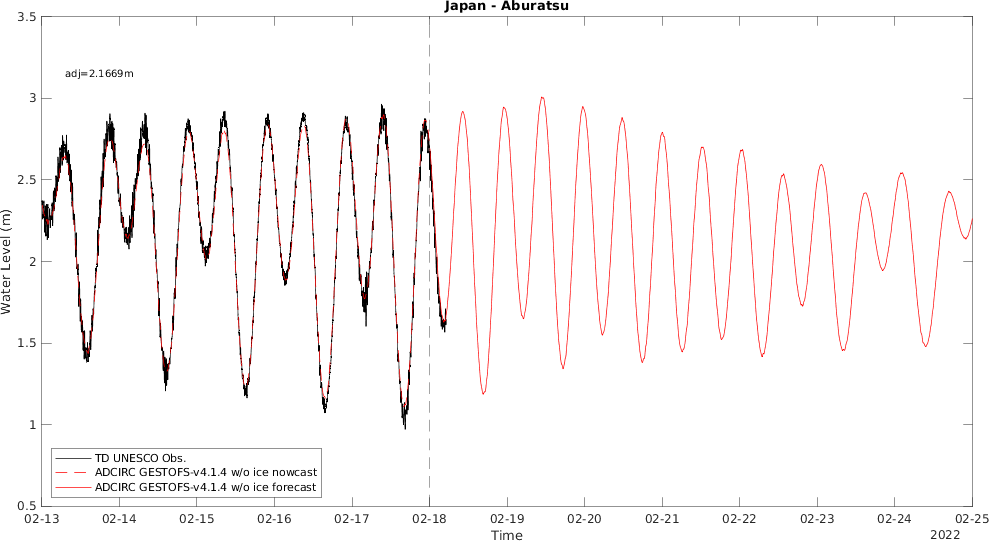 Japan - Aburatsu
3.5
adj=2.1669m
3
2.5
2
1.5
1
0.5
Water Level (m)
TD UNESCO Obs.
ADCIRC GESTOFS-v4.1.4 w/o ice nowcast
ADCIRC GESTOFS-v4.1.4 w/o ice forecast
02-13 02-14 02-15 02-16 02-17 02-18 02-19 02-20 02-21 02-22 02-23 02-24 02-25
Time
2022